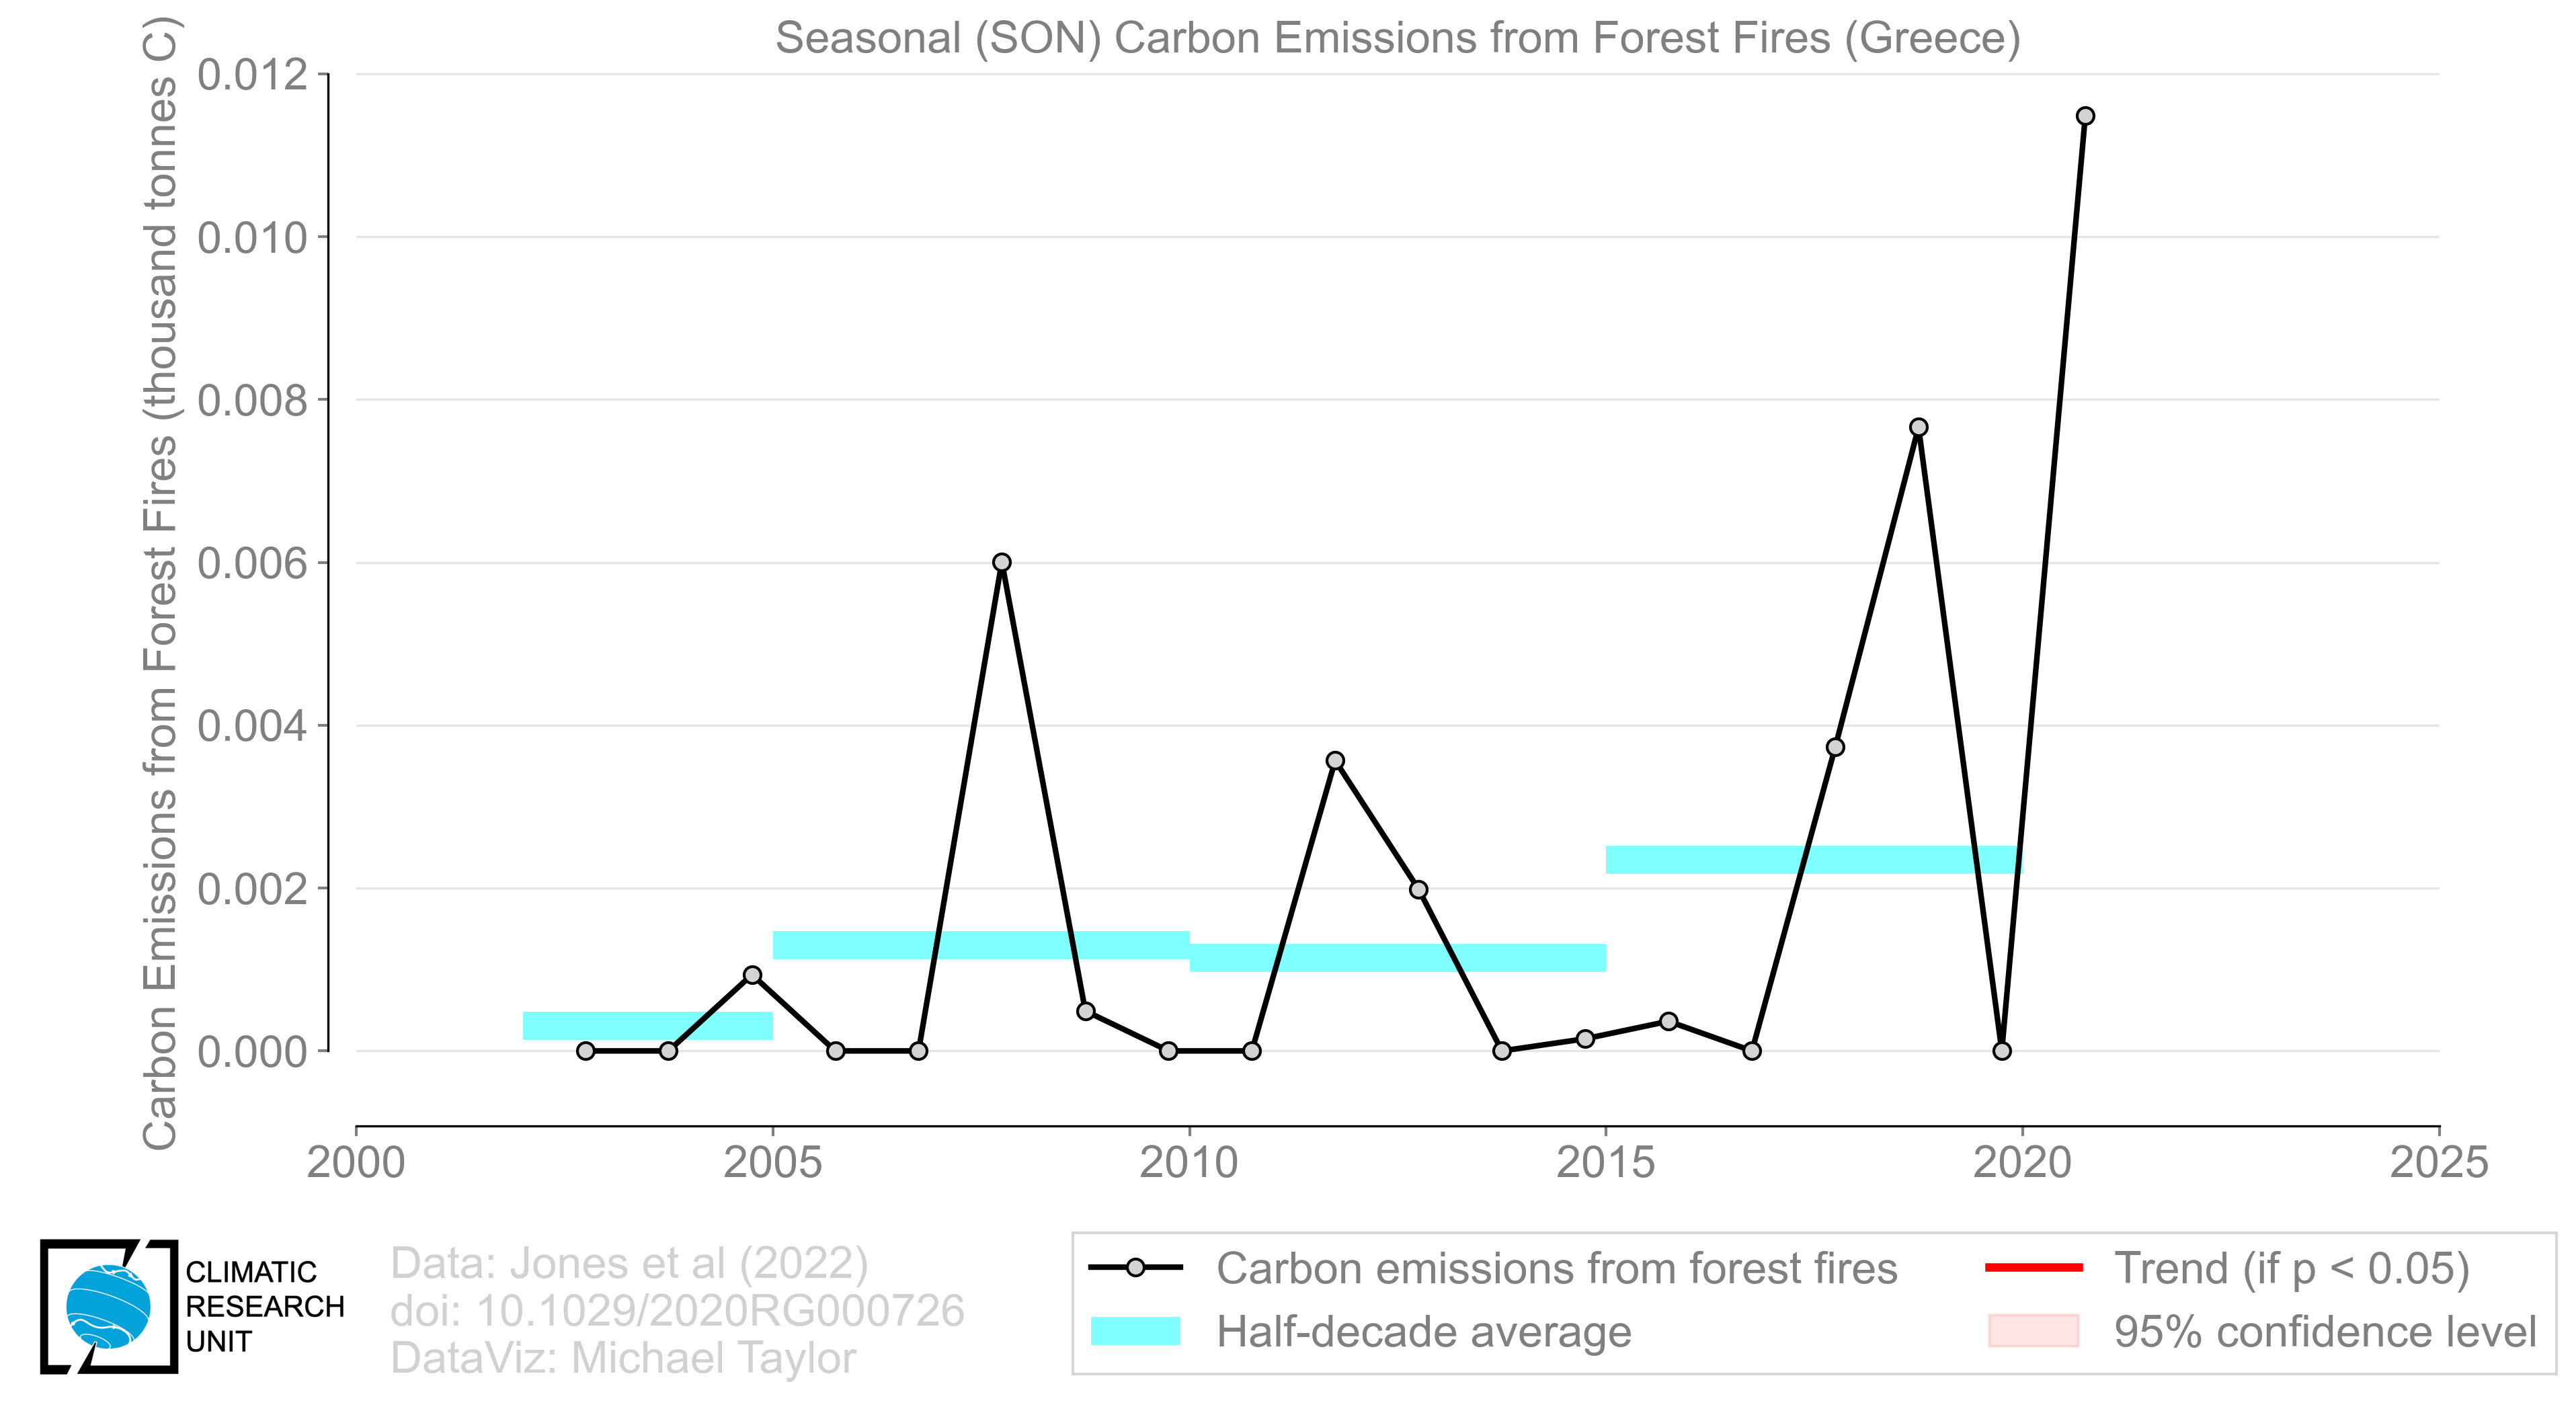 Seasonal (SON) Carbon Emissions from Forest Fires (Greece)
Carbon Emissions from Forest Fires (thousand tonnes C)
0.012
0.010
0.008
0.006
0.004
0.002
0.000
2000 2005 2010 2015 2020 2025
CLIMATIC
RESEARCH
UNIT
Data: Jones et al (2022)
doi: 10.1029/2020RG000726
DataViz: Michael Taylor
Carbon emissions from forest fires
Half-decade average
Trend (if p < 0.05)
95% confidence level